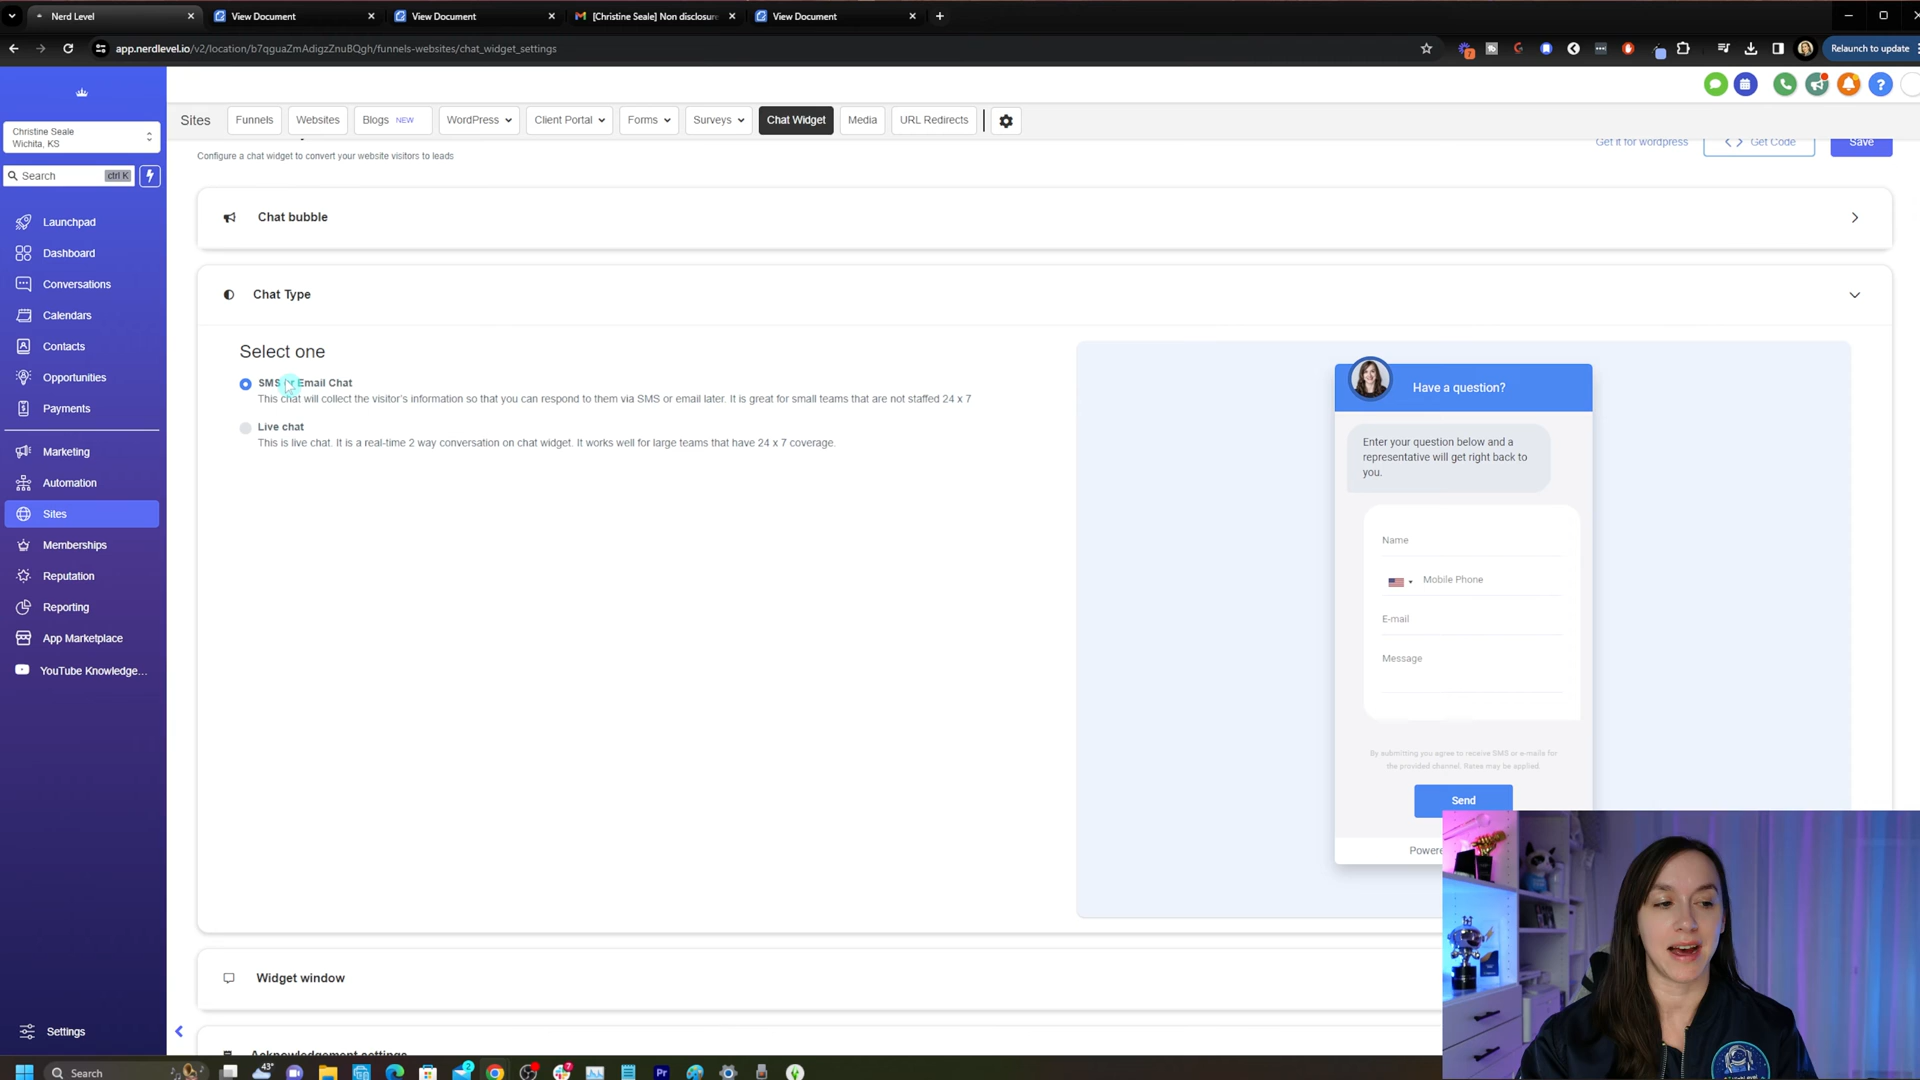 Nerd Level
View Document
View Document
[Christine Seale] Non disclosure
View Document
app.nerdlevel.io/v2/location/b7qguaZmAdigzZnuBQgh/funnels-websites/chat_widget_settings
7
Relaunch to update
Christine Seale
Wichita, KS
Search
ctrl K
Launchpad
Dashboard
Conversations
Calendars
Contacts
Opportunities
Payments
Marketing
Automation
Sites
Memberships
Reputation
Reporting
App Marketplace
YouTube Knowledge...
Settings
Sites
Funnels
Websites
Blogs NEW
WordPress
Client Portal
Forms
Surveys
Chat Widget
Media
URL Redirects
Configure a chat widget to convert your website visitors to leads
Get it for wordpress
Get Code
Save
Chat bubble
Chat Type
Select one
SMS or Email Chat
This chat will collect the visitor's information so that you can respond to them via SMS or email later. It is great for small teams that are not staffed 24 x 7
Live chat
This is live chat. It is a real-time 2 way conversation on chat widget. It works well for large teams that have 24 x 7 coverage.
Have a question?
Enter your question below and a
representative will get right back to
you.
Name
Mobile Phone
E-mail
Message
By submitting you agree to receive SMS or e-mails for
the provided channel. Rates may be applied.
Send
Powere
Widget window
Acknowledgement settings
Search
43°
2
7
Pr